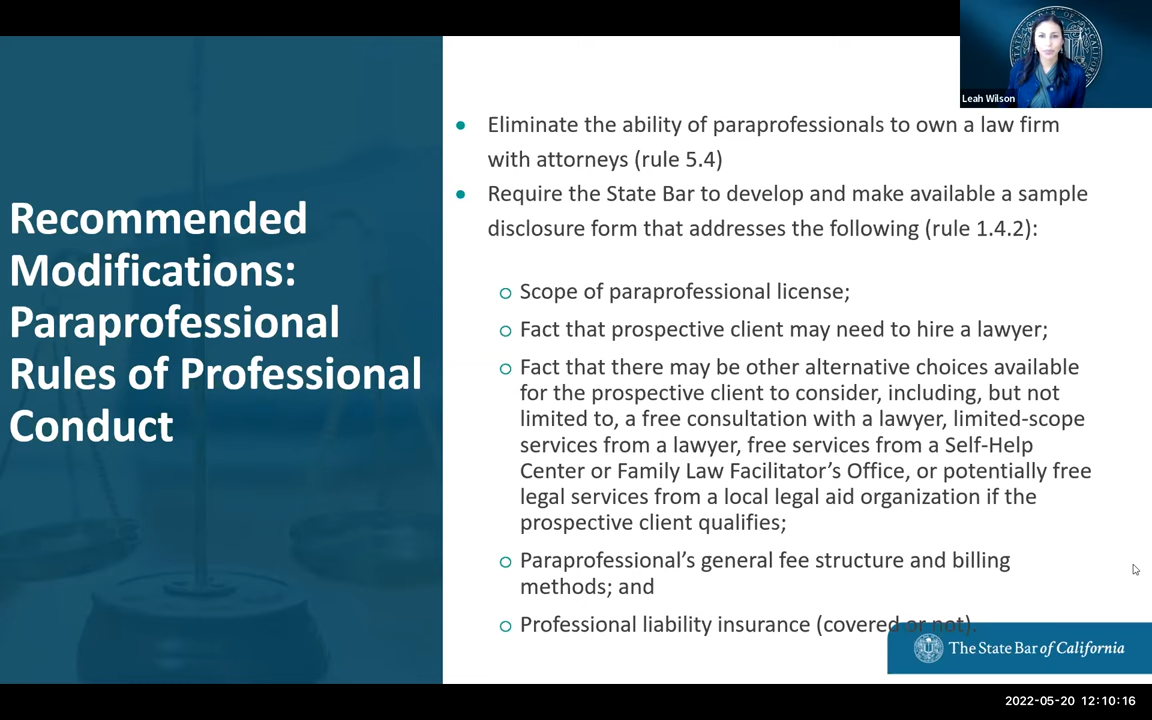 Leah Wilson
Recommended
Modifications:
Paraprofessional
Rules of Professional
Conduct
• Eliminate the ability of paraprofessionals to own a law firm
with attorneys (rule 5.4)
• Require the State Bar to develop and make available a sample
disclosure form that addresses the following (rule 1.4.2):
o Scope of paraprofessional license;
o Fact that prospective client may need to hire a lawyer;
o Fact that there may be other alternative choices available
for the prospective client to consider, including, but not
limited to, a free consultation with a lawyer, limited-scope
services from a lawyer, free services from a Self-Help
Center or Family Law Facilitator’s Office, or potentially free
legal services from a local legal aid organization if the
prospective client qualifies;
o Paraprofessional’s general fee structure and billing
methods; and
o Professional liability insurance (covered or not).
The State Bar of California
2022-05-20 12:10:16